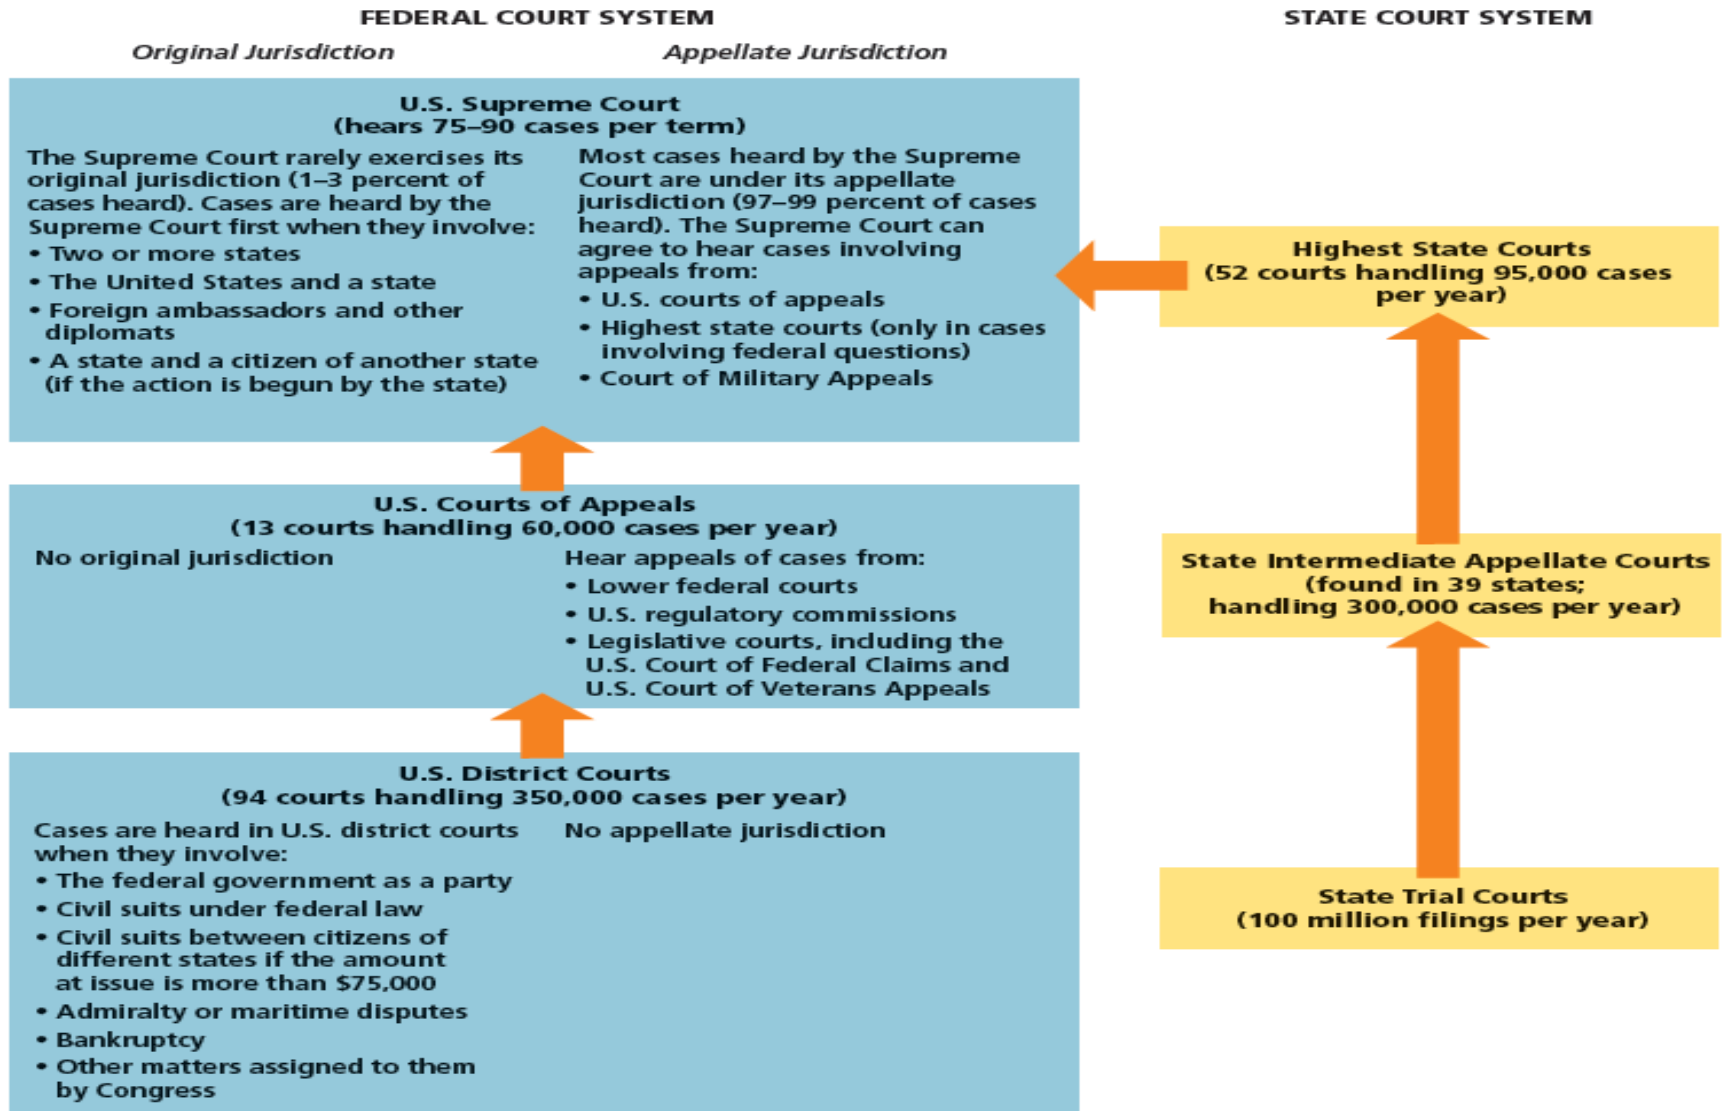 FEDERAL COURT SYSTEM
Original Jurisdiction
Appellate Jurisdiction
U.S. Supreme Court
(hears 75–90 cases per term)
The Supreme Court rarely exercises its
original jurisdiction (1–3 percent of
cases heard). Cases are heard by the
Supreme Court first when they involve:
• Two or more states
• The United States and a state
• Foreign ambassadors and other
diplomats
• A state and a citizen of another state
(if the action is begun by the state)
Most cases heard by the Supreme
Court are under its appellate
jurisdiction (97–99 percent of cases
heard). The Supreme Court can
agree to hear cases involving
appeals from:
• U.S. courts of appeals
• Highest state courts (only in cases
involving federal questions)
• Court of Military Appeals
U.S. Courts of Appeals
(13 courts handling 60,000 cases per year)
No original jurisdiction
Hear appeals of cases from:
• Lower federal courts
• U.S. regulatory commissions
• Legislative courts, including the
U.S. Court of Federal Claims and
U.S. Court of Veterans Appeals
U.S. District Courts
(94 courts handling 350,000 cases per year)
Cases are heard in U.S. district courts
when they involve:
• The federal government as a party
• Civil suits under federal law
• Civil suits between citizens of
different states if the amount
at issue is more than $75,000
• Admiralty or maritime disputes
• Bankruptcy
• Other matters assigned to them
by Congress
No appellate jurisdiction
STATE COURT SYSTEM
Highest State Courts
(52 courts handling 95,000 cases
per year)
State Intermediate Appellate Courts
(found in 39 states;
handling 300,000 cases per year)
State Trial Courts
(100 million filings per year)